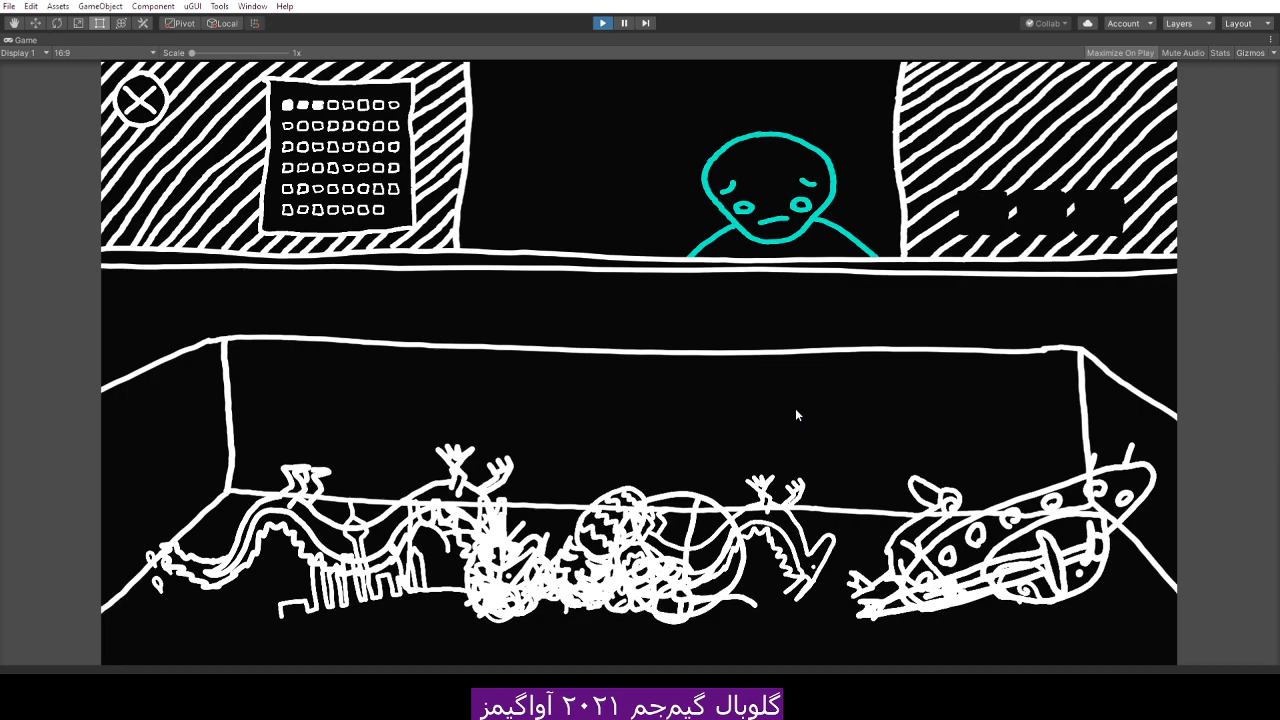 File Edit Assets GameObject Component uGUI Tools Window Help
Pivot Local Collab Account Layers Layout
Game
Display 1 16:9 Scale 1x Maximize On Play Mute Audio Stats Gizmos
گلوبال گیم‌جم ۲۰۲۱ آواگیمز